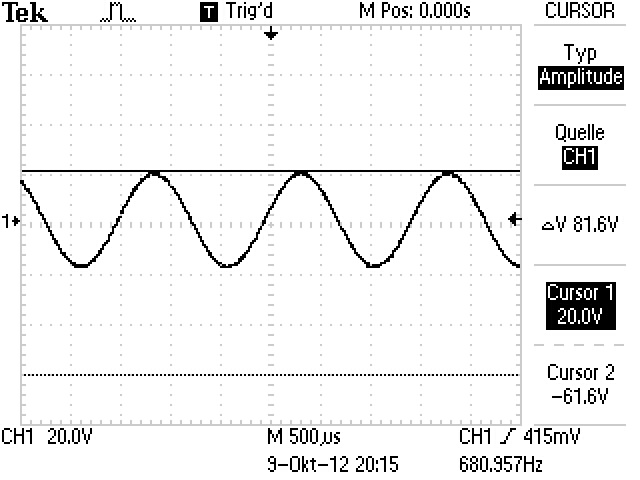 Tek T Trig'd M Pos: 0.000s CURSOR
Typ
Amplitude
Quelle
CH1
1
△V 81.6V
Cursor 1
20.0V
Cursor 2
-61.6V
CH1 20.0V M 500µs CH1 415mV
9-Okt-12 20:15 680.957Hz